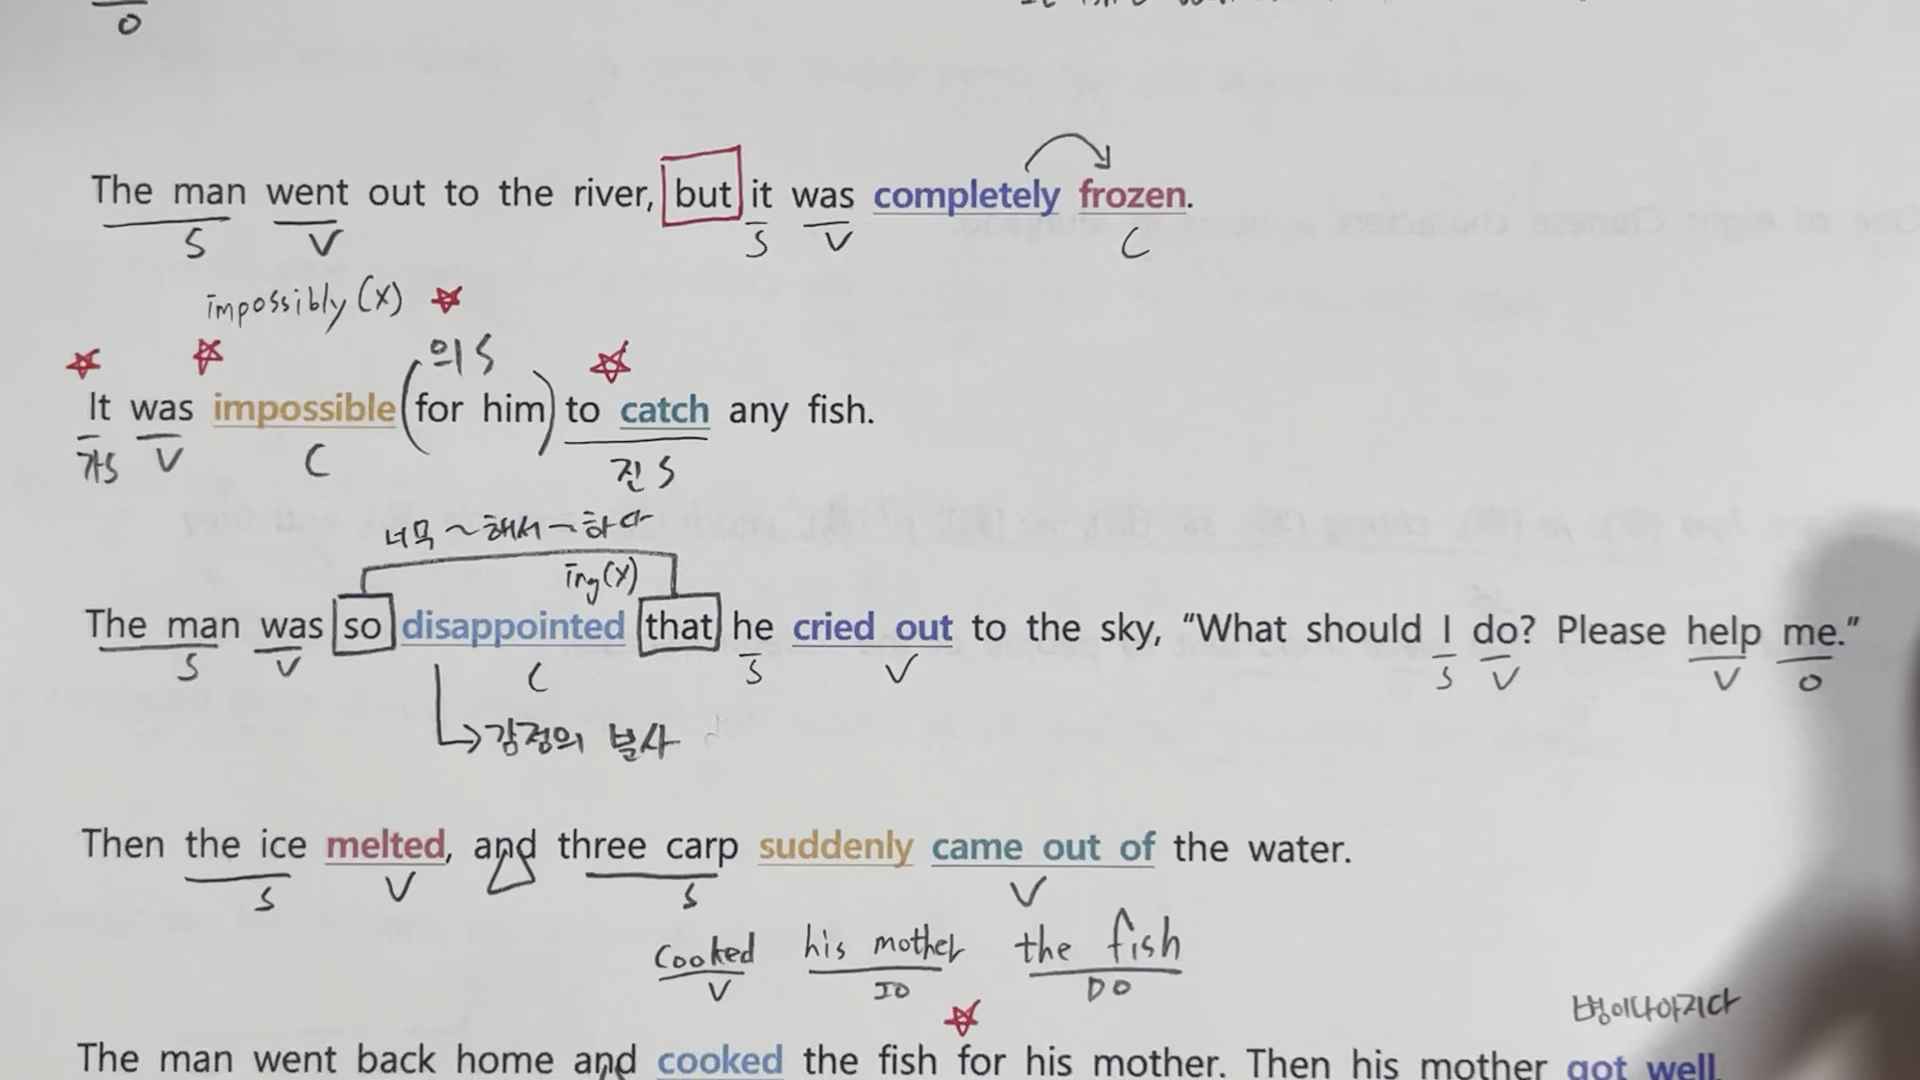 O
The man went out to the river, but it was completely frozen.
S V S V C
impossibly (X)
의 S
It was impossible (for him) to catch any fish.
가S V C 진 S
너무 ~해서 ~하다
ing(X)
The man was so disappointed that he cried out to the sky, "What should I do? Please help me."
S V C S V S V V O
감정의 분사
Then the ice melted, and three carp suddenly came out of the water.
S V S V
cooked his mother the fish
V IO DO
병이나아지다
The man went back home and cooked the fish for his mother. Then his mother got well